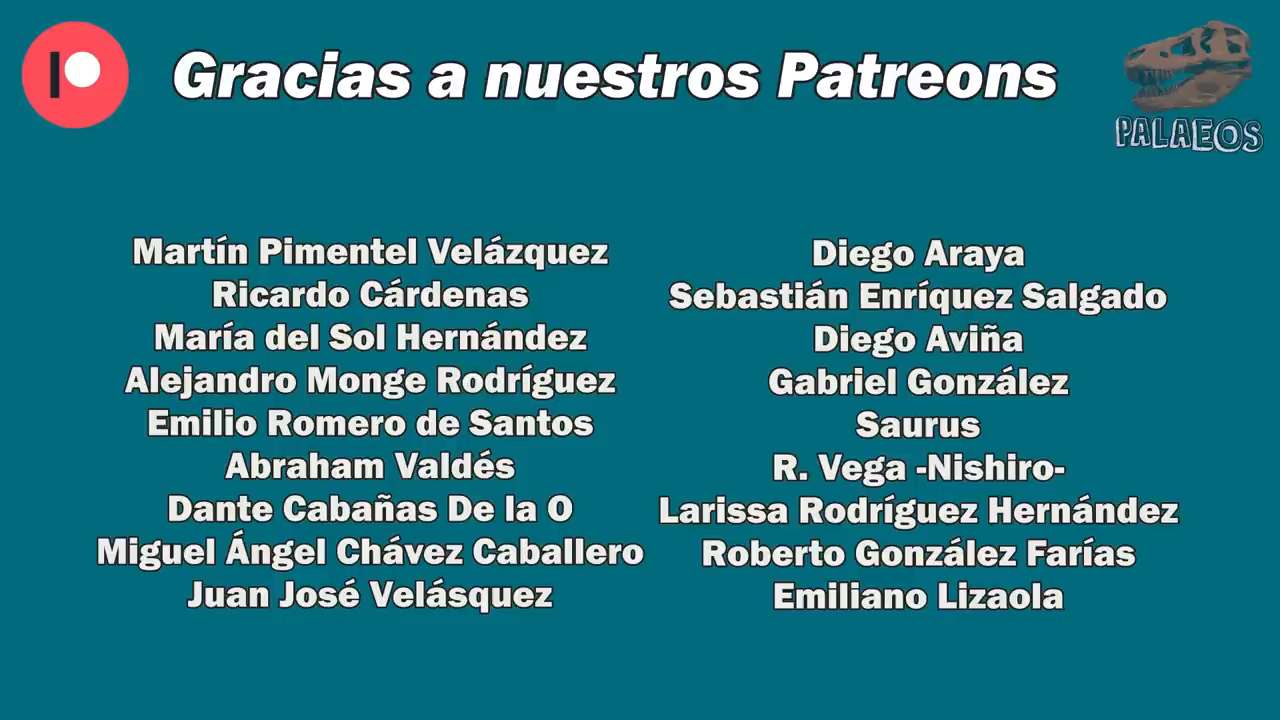 Gracias a nuestros Patreons
PALAEOS
Martín Pimentel Velázquez
Ricardo Cárdenas
María del Sol Hernández
Alejandro Monge Rodríguez
Emilio Romero de Santos
Abraham Valdés
Dante Cabañas De la O
Miguel Ángel Chávez Caballero
Juan José Velásquez
Diego Araya
Sebastián Enríquez Salgado
Diego Aviña
Gabriel González
Saurus
R. Vega -Nishiro-
Larissa Rodríguez Hernández
Roberto González Farías
Emiliano Lizaola